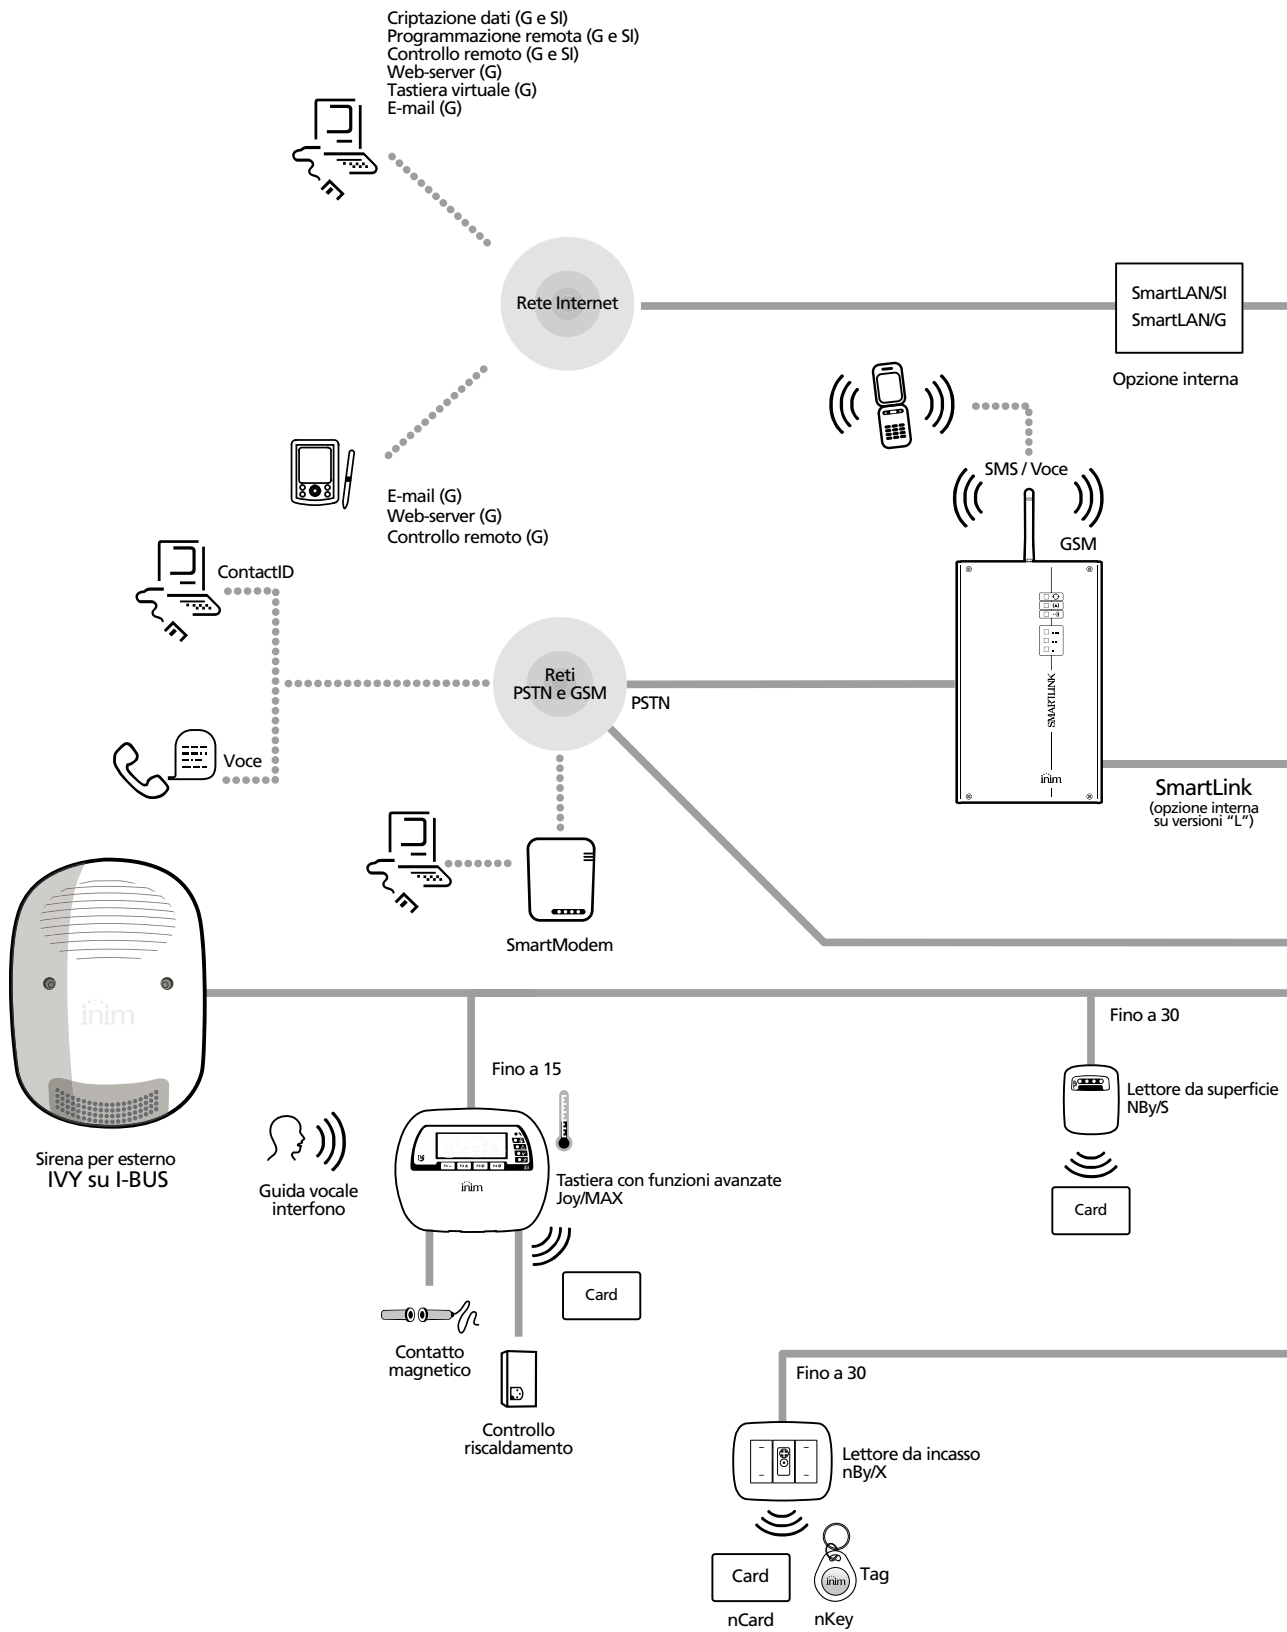 Criptazione dati (G e SI)
Programmazione remota (G e SI)
Controllo remoto (G e SI)
Web-server (G)
Tastiera virtuale (G)
E-mail (G)
Rete Internet
SmartLAN/SI
SmartLAN/G
Opzione interna
SMS / Voce
GSM
E-mail (G)
Web-server (G)
Controllo remoto (G)
ContactID
Reti
PSTN e GSM
PSTN
SMARTLINK
inim
Voce
SmartLink
(opzione interna
su versioni “L”)
SmartModem
inim
Sirena per esterno
IVY su I-BUS
Fino a 15
Fino a 30
Lettore da superficie
NBy/S
Card
Guida vocale
interfono
inim
Tastiera con funzioni avanzate
Joy/MAX
Card
Contatto
magnetico
Controllo
riscaldamento
Fino a 30
Lettore da incasso
nBy/X
Card
nCard
inim
Tag
nKey